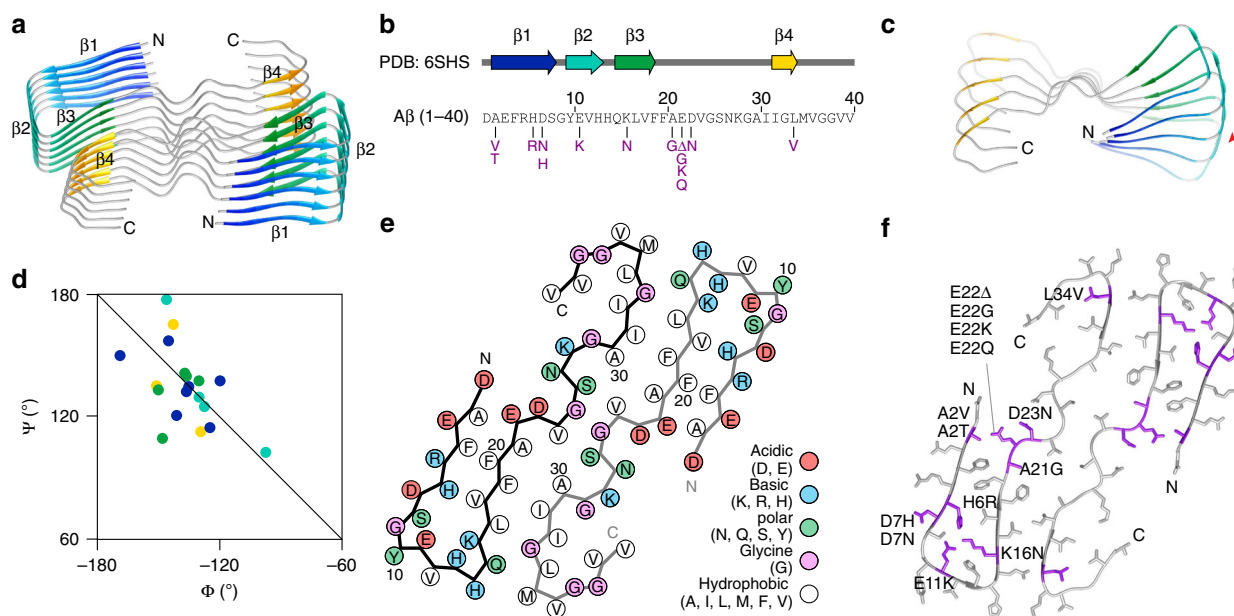 a
β1
N
C
β4
β3
β2
β3
β2
β4
C
N
β1
b
β1 β2 β3 β4
PDB: 6SHS
10 20 30 40
Aβ (1–40) DAEFRHDSGYEVHHQKLVFFAEDVGSNKGAIIGLMVGGVV
V R N K N G Δ N V
T H G
K
Q
c
N
C
d
180
120
60
Ψ (°)
−180 −120 −60
Φ (°)
e
V M
G G L
V V G
C I
I
G A
K 30
N S
G
V
D
E
A
F
20
F
V
L
K
Q
H
H
V
E
Y
10
G
S
D
H
R
F
E
A
D
N
H
Q H V 10
K E Y
L S G
V H D
F R
F 20
A F
E A E
D D
V N
G
S N
K
G
A
30
I
I
G
L
M
V
G
G
V
V
C
Acidic
(D, E)
Basic
(K, R, H)
polar
(N, Q, S, Y)
Glycine
(G)
Hydrophobic
(A, I, L, M, F, V)
f
E22Δ
E22G
E22K
E22Q
L34V
C
N
A2V
A2T
D23N
A21G
H6R
D7H
D7N
K16N
E11K
N
C